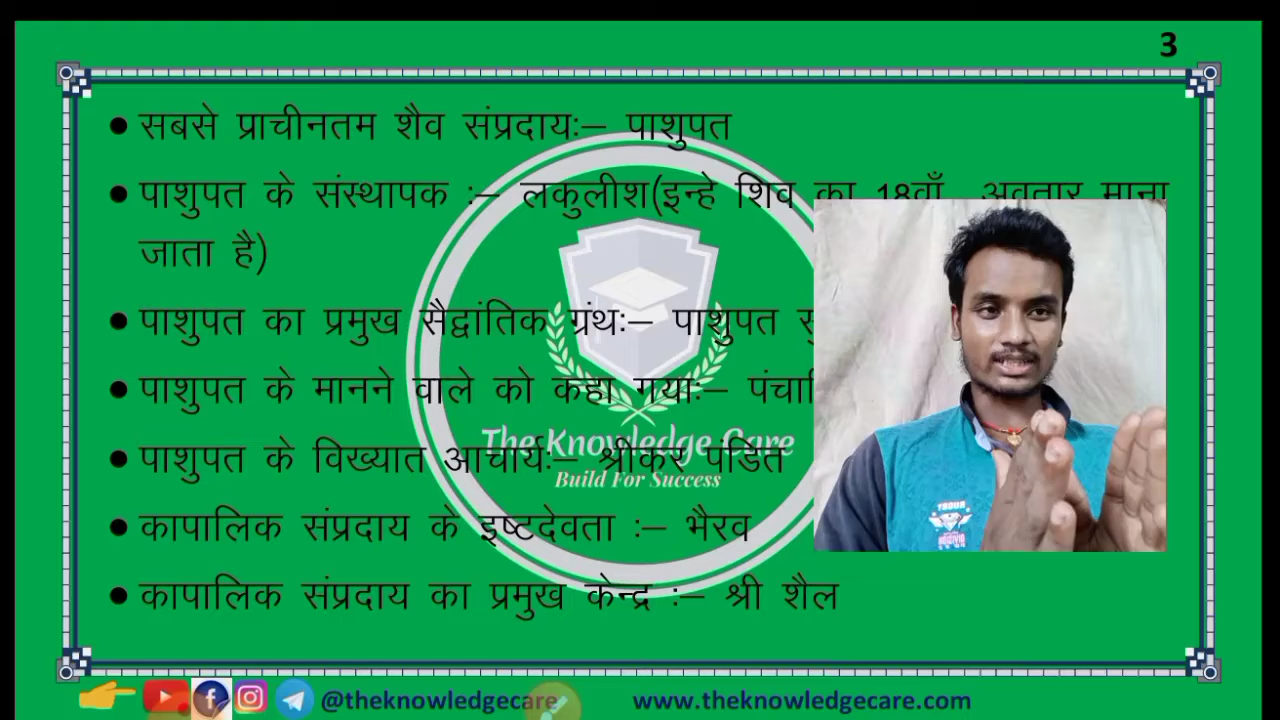 3
• सबसे प्राचीनतम शैव संप्रदायः– पाशुपत
• पाशुपत के संस्थापक :– लकुलीश(इन्हे शिव का 18वाँ अवतार माना
जाता है)
• पाशुपत का प्रमुख सैद्वांतिक ग्रंथः– पाशुपत
• पाशुपत के मानने वाले को कहा गयाः–
• पाशुपत के विख्यात आचार्यः– श्रीकर पंडित
The Knowledge Care
Build For Success
• कापालिक संप्रदाय के इष्टदेवता :– भैरव
• कापालिक संप्रदाय का प्रमुख केन्द्र :– श्री शैल
@theknowledgecare www.theknowledgecare.com